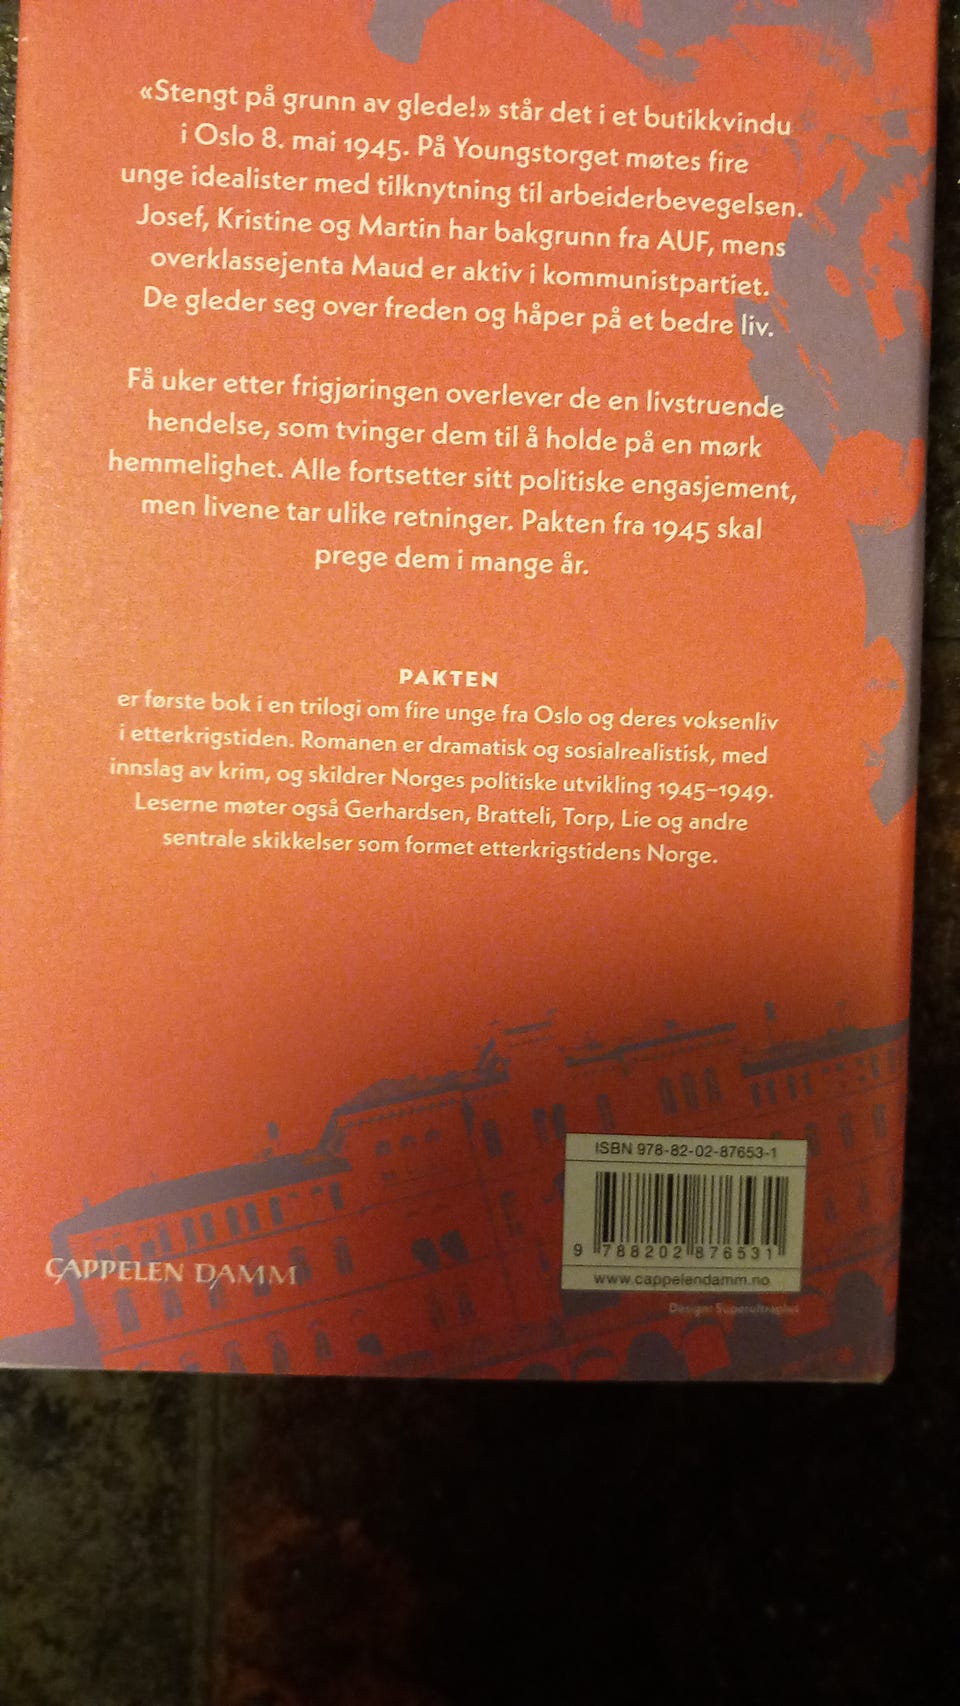 «Stengt på grunn av glede!» står det i et butikkvindu
i Oslo 8. mai 1945. På Youngstorget møtes fire
unge idealister med tilknytning til arbeiderbevegelsen.
Josef, Kristine og Martin har bakgrunn fra AUF, mens
overklassejenta Maud er aktiv i kommunistpartiet.
De gleder seg over freden og håper på et bedre liv.
Få uker etter frigjøringen overlever de en livstruende
hendelse, som tvinger dem til å holde på en mørk
hemmelighet. Alle fortsetter sitt politiske engasjement,
men livene tar ulike retninger. Pakten fra 1945 skal
prege dem i mange år.
PAKTEN
er første bok i en trilogi om fire unge fra Oslo og deres voksenliv
i etterkrigstiden. Romanen er dramatisk og sosialrealistisk, med
innslag av krim, og skildrer Norges politiske utvikling 1945–1949.
Leserne møter også Gerhardsen, Bratteli, Torp, Lie og andre
sentrale skikkelser som formet etterkrigstidens Norge.
ISBN 978-82-02-87653-1
9 788202 876531
www.cappelendamm.no
CAPPELEN DAMM
Design: Superultraplus